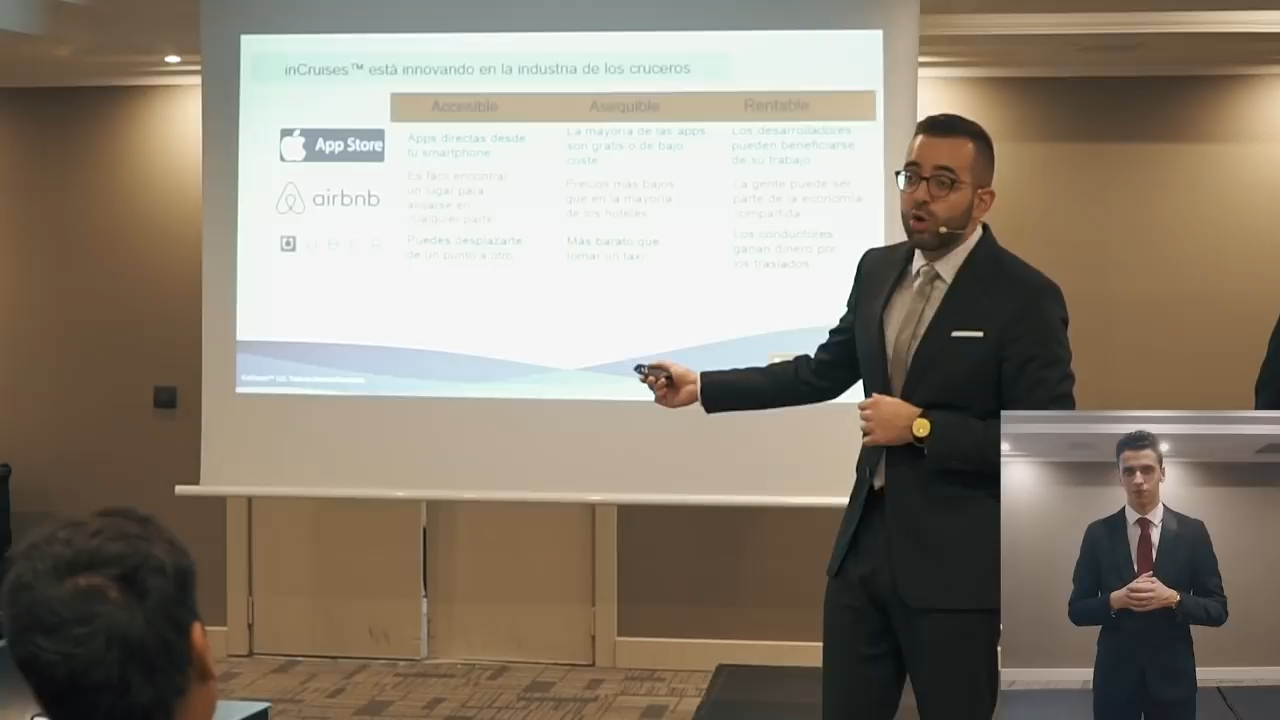 inCruises™ está innovando en la industria de los cruceros
Accesible Asequible Rentable
App Store
Apps directas desde
tu smartphone.
La mayoría de las apps
son gratis o de bajo
coste
Los desarrolladores
pueden beneficiarse
de su trabajo
airbnb
Es fácil encontrar
un lugar para
alojarse en
cualquier parte
Precios más bajos
que en la mayoría
de los hoteles.
La gente puede ser
parte de la economía
compartida
UBER
Puedes desplazarte
de un punto a otro.
Más barato que
tomar un taxi
Los conductores
ganan dinero por
los traslados